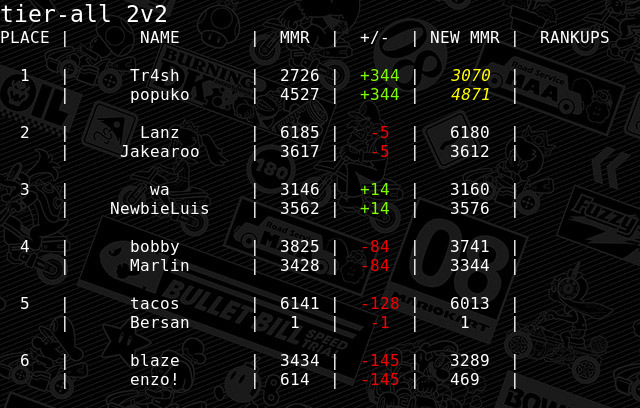 tier-all 2v2
PLACE | NAME | MMR | +/- | NEW MMR | RANKUPS
1 | Tr4sh | 2726 | +344 | 3070 |
| popuko | 4527 | +344 | 4871 |
2 | Lanz | 6185 | -5 | 6180 |
| Jakearoo | 3617 | -5 | 3612 |
3 | wa | 3146 | +14 | 3160 |
| NewbieLuis | 3562 | +14 | 3576 |
4 | bobby | 3825 | -84 | 3741 |
| Marlin | 3428 | -84 | 3344 |
5 | tacos | 6141 | -128 | 6013 |
| Bersan | 1 | -1 | 1 |
6 | blaze | 3434 | -145 | 3289 |
| enzo! | 614 | -145 | 469 |